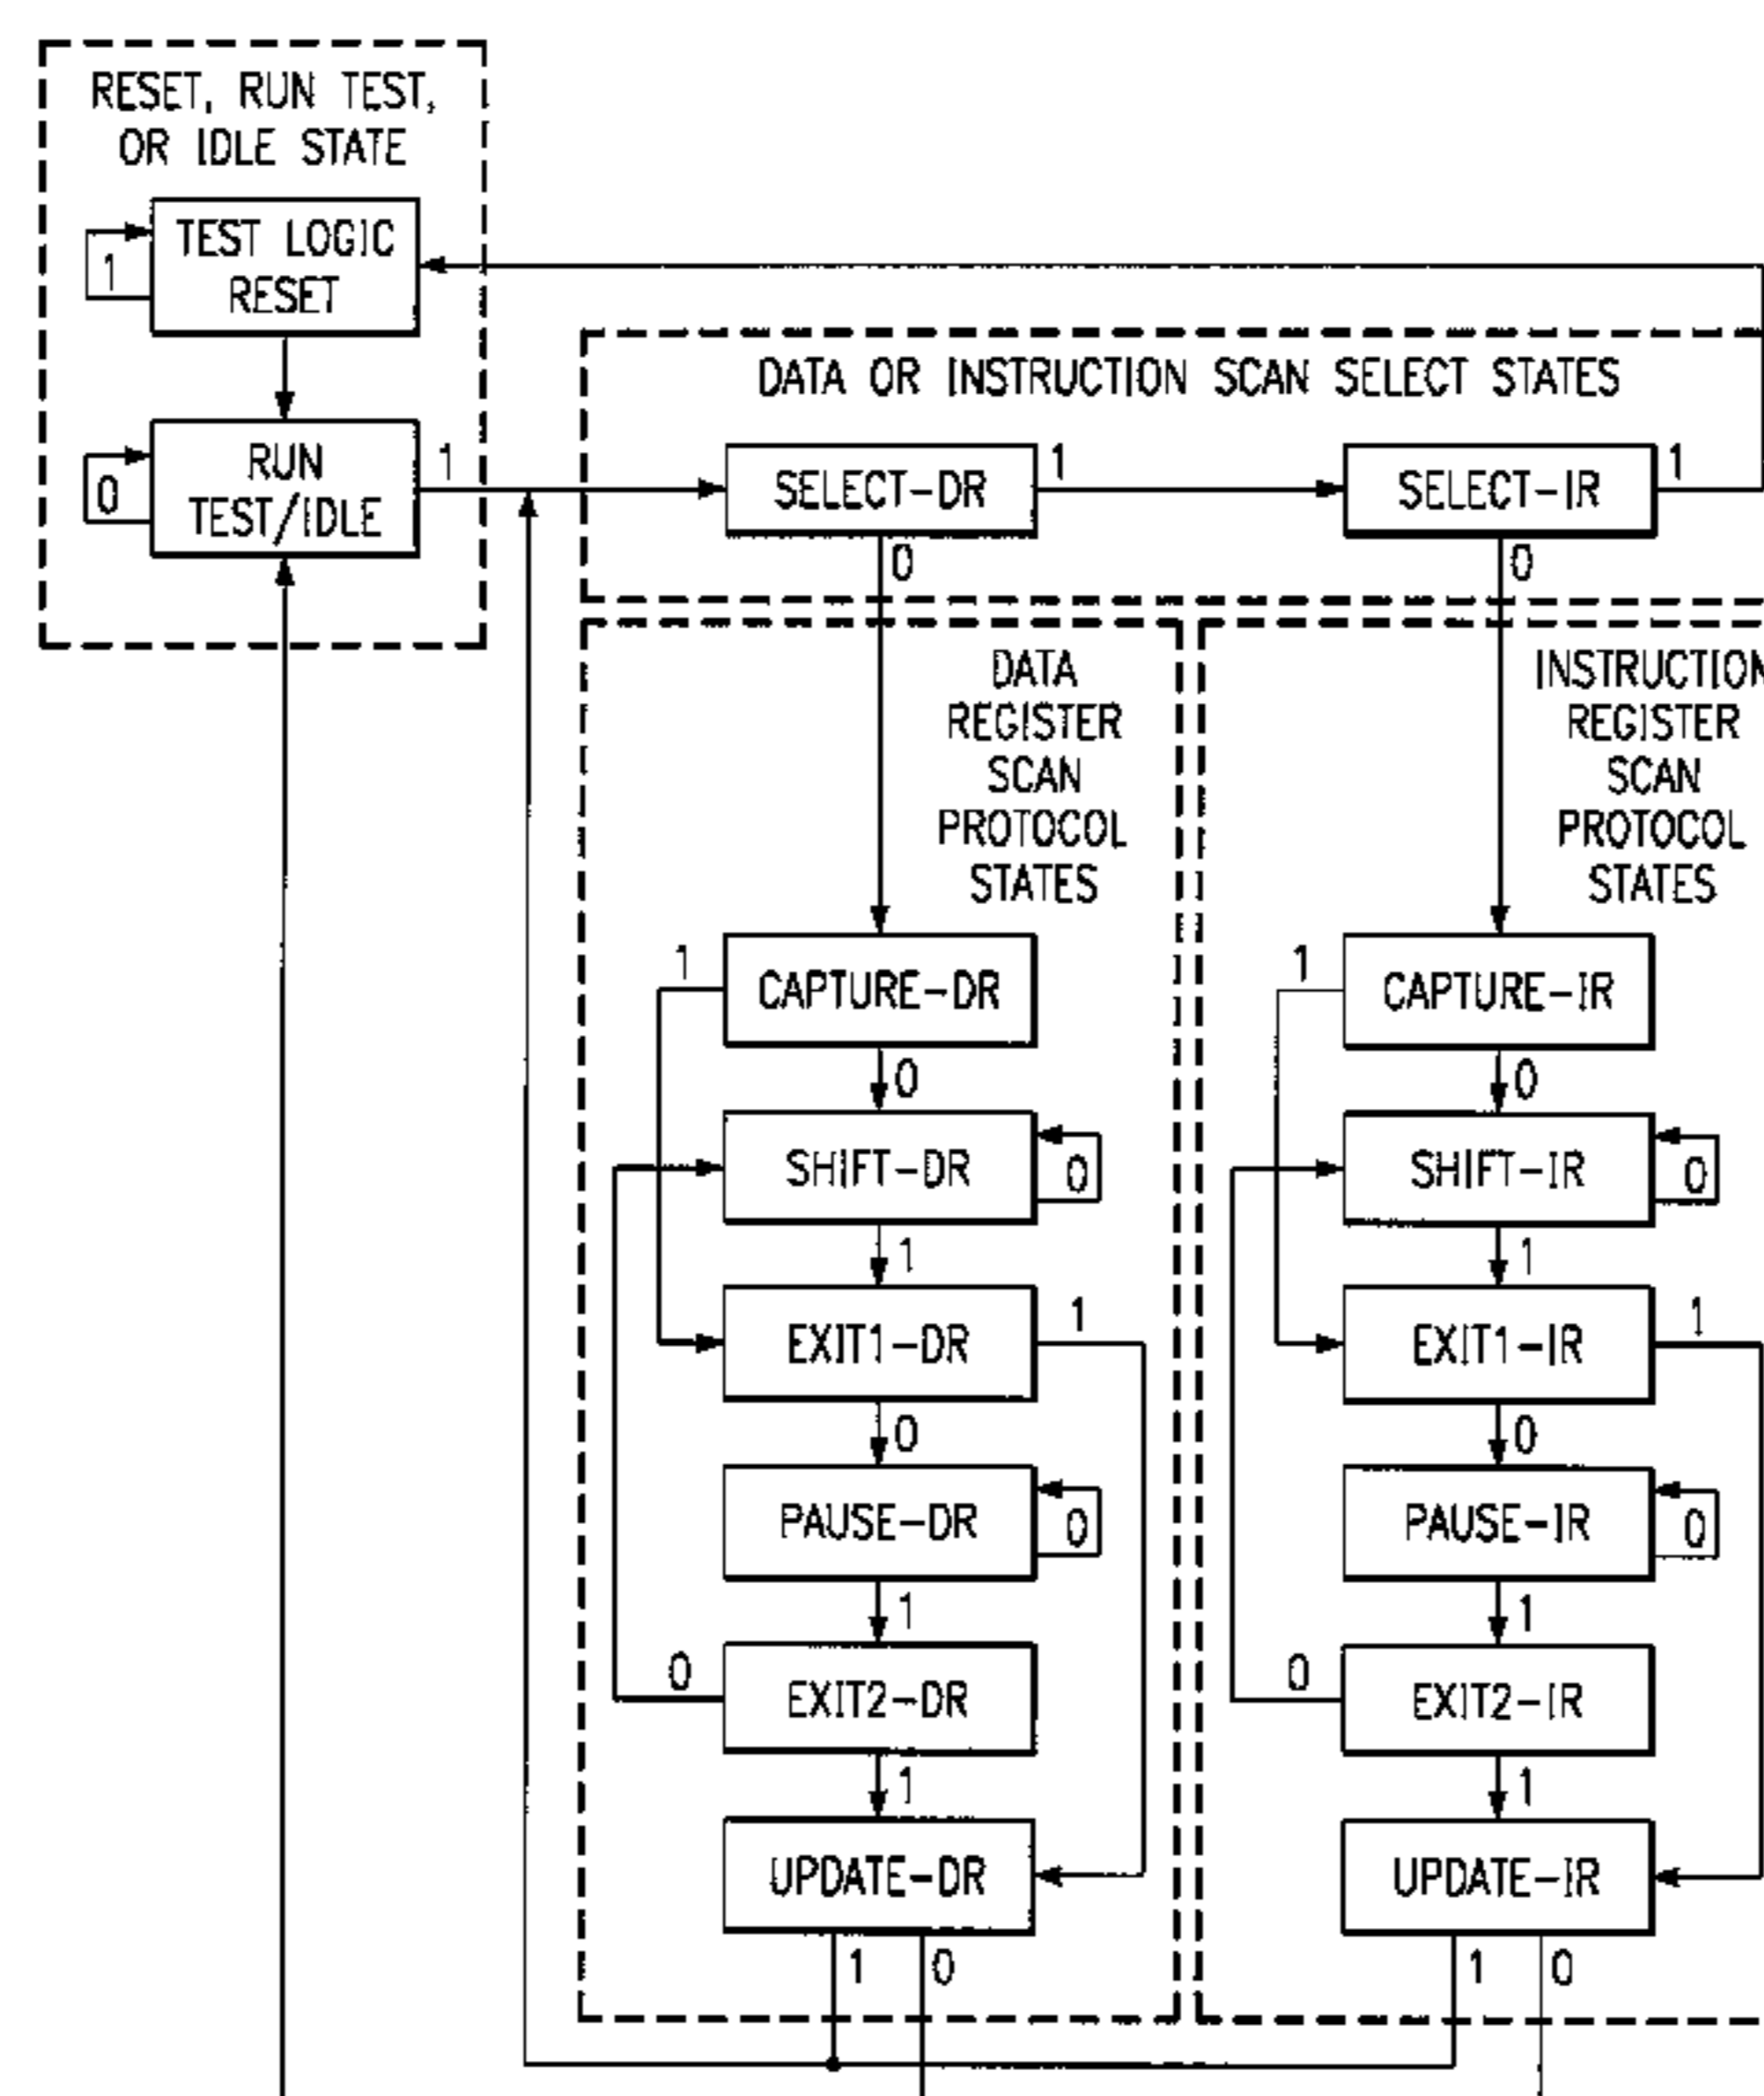 RESET, RUN TEST,
OR IDLE STATE
TEST LOGIC
RESET
1
RUN
TEST/IDLE
0
1
DATA OR INSTRUCTION SCAN SELECT STATES
SELECT-DR
1
SELECT-IR
1
0
0
DATA
REGISTER
SCAN
PROTOCOL
STATES
INSTRUCTION
REGISTER
SCAN
PROTOCOL
STATES
1
CAPTURE-DR
0
SHIFT-DR
0
1
EXIT1-DR
1
0
PAUSE-DR
0
1
0
EXIT2-DR
1
UPDATE-DR
1
0
1
CAPTURE-IR
0
SHIFT-IR
0
1
EXIT1-IR
1
0
PAUSE-IR
0
1
0
EXIT2-IR
1
UPDATE-IR
1
0